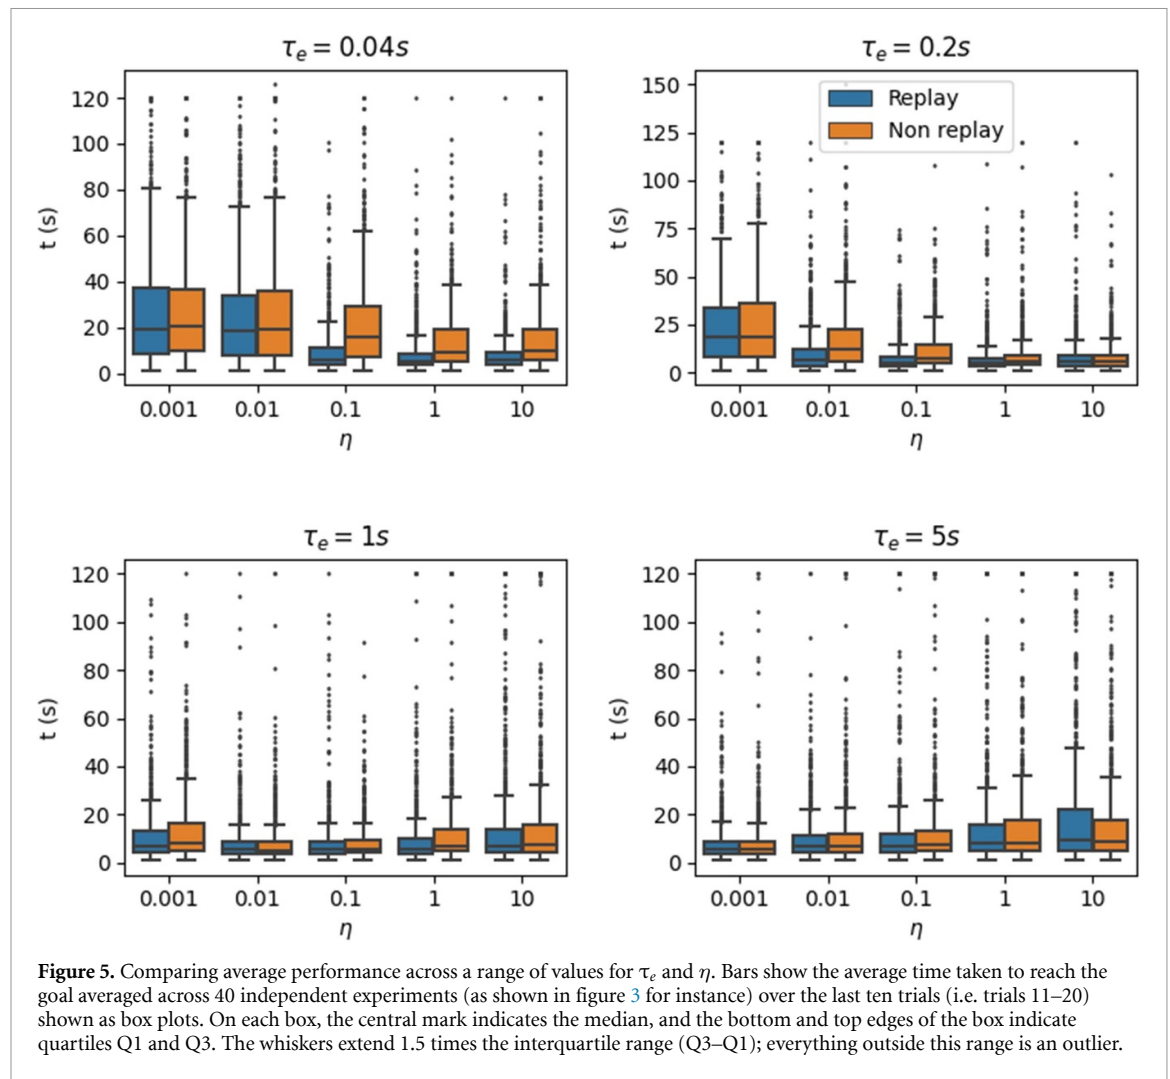 τe = 0.04s
120
100
80
60
40
20
0
t (s)
0.001 0.01 0.1 1 10
η
τe = 0.2s
150
125
100
75
50
25
0
t (s)
Replay
Non replay
0.001 0.01 0.1 1 10
η
τe = 1s
120
100
80
60
40
20
0
t (s)
0.001 0.01 0.1 1 10
η
τe = 5s
120
100
80
60
40
20
0
t (s)
0.001 0.01 0.1 1 10
η
Figure 5. Comparing average performance across a range of values for τe and η. Bars show the average time taken to reach the
goal averaged across 40 independent experiments (as shown in figure 3 for instance) over the last ten trials (i.e. trials 11–20)
shown as box plots. On each box, the central mark indicates the median, and the bottom and top edges of the box indicate
quartiles Q1 and Q3. The whiskers extend 1.5 times the interquartile range (Q3–Q1); everything outside this range is an outlier.